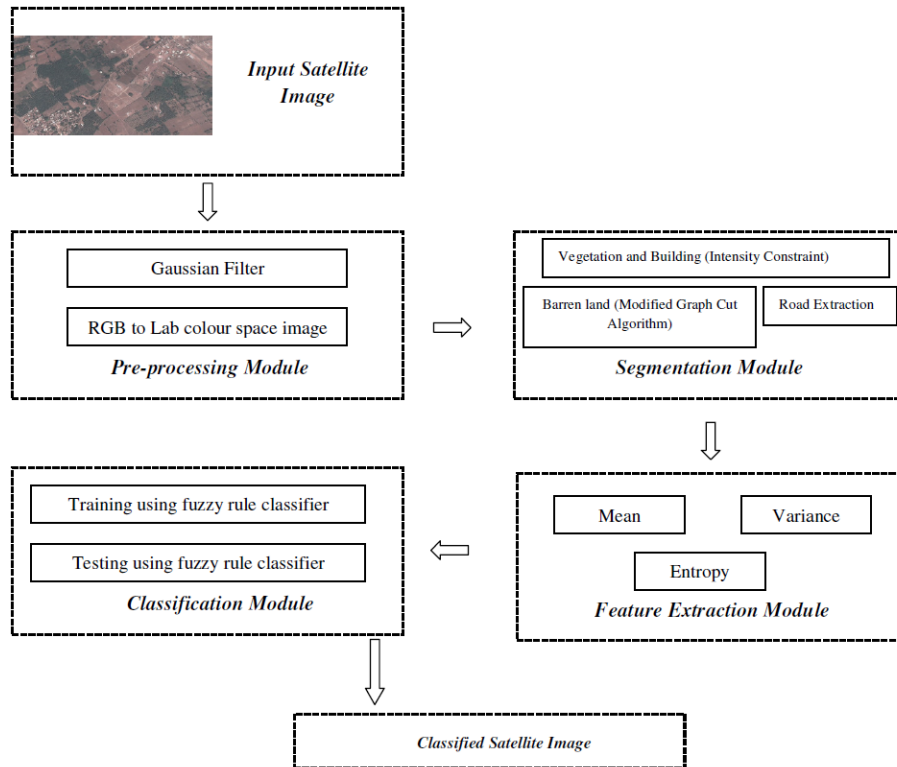 Input Satellite
Image
Gaussian Filter
RGB to Lab colour space image
Pre-processing Module
Vegetation and Building (Intensity Constraint)
Barren land (Modified Graph Cut
Algorithm)
Road Extraction
Segmentation Module
Mean
Variance
Entropy
Feature Extraction Module
Training using fuzzy rule classifier
Testing using fuzzy rule classifier
Classification Module
Classified Satellite Image